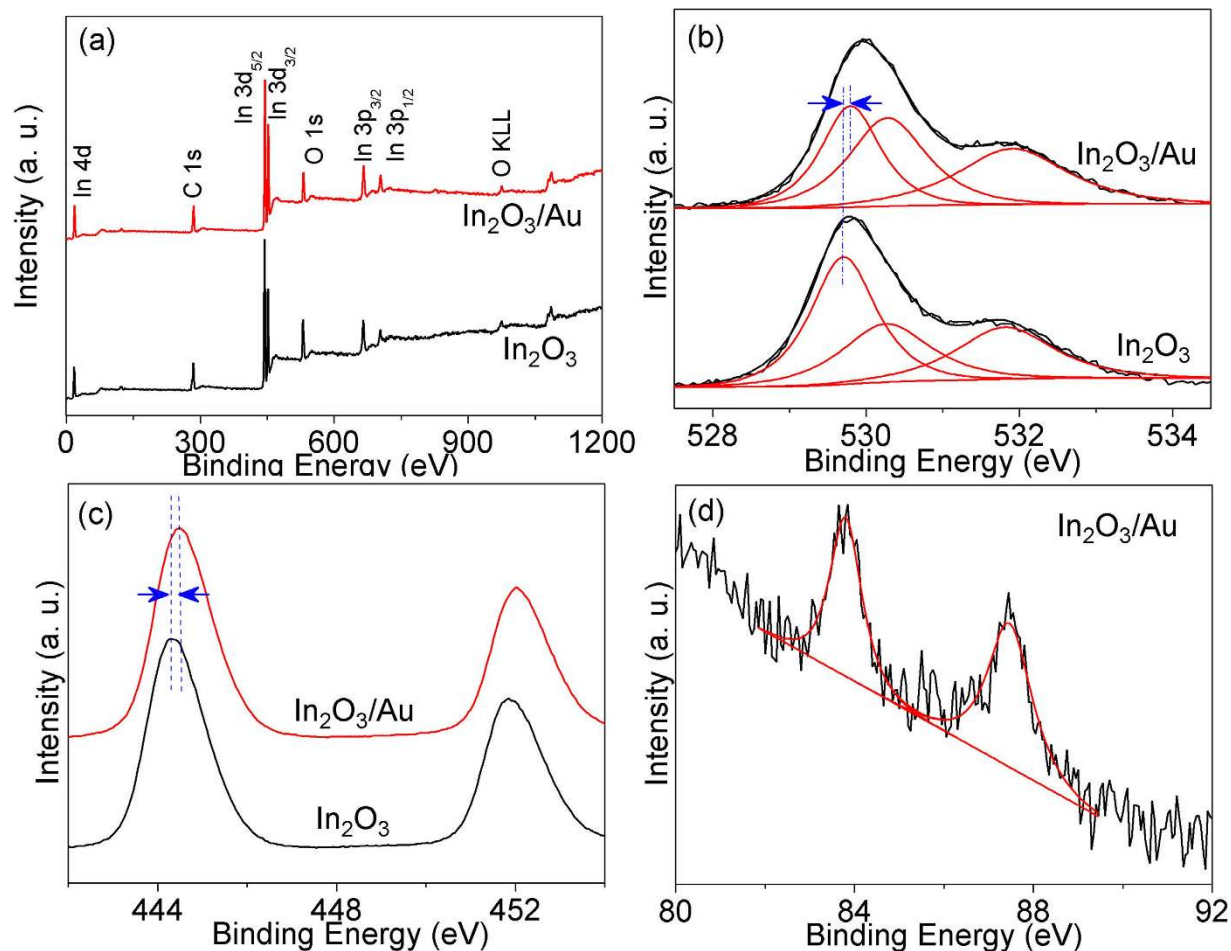 (a)
In 4d
C 1s
In 3d5/2
In 3d3/2
O 1s
In 3p3/2
In 3p1/2
O KLL
In2O3/Au
In2O3
Intensity (a. u.)
0 300 600 900 1200
Binding Energy (eV)
(b)
In2O3/Au
In2O3
Intensity (a. u.)
528 530 532 534
Binding Energy (eV)
(c)
In2O3/Au
In2O3
Intensity (a. u.)
444 448 452
Binding Energy (eV)
(d)
In2O3/Au
Intensity (a. u.)
80 84 88 92
Binding Energy (eV)